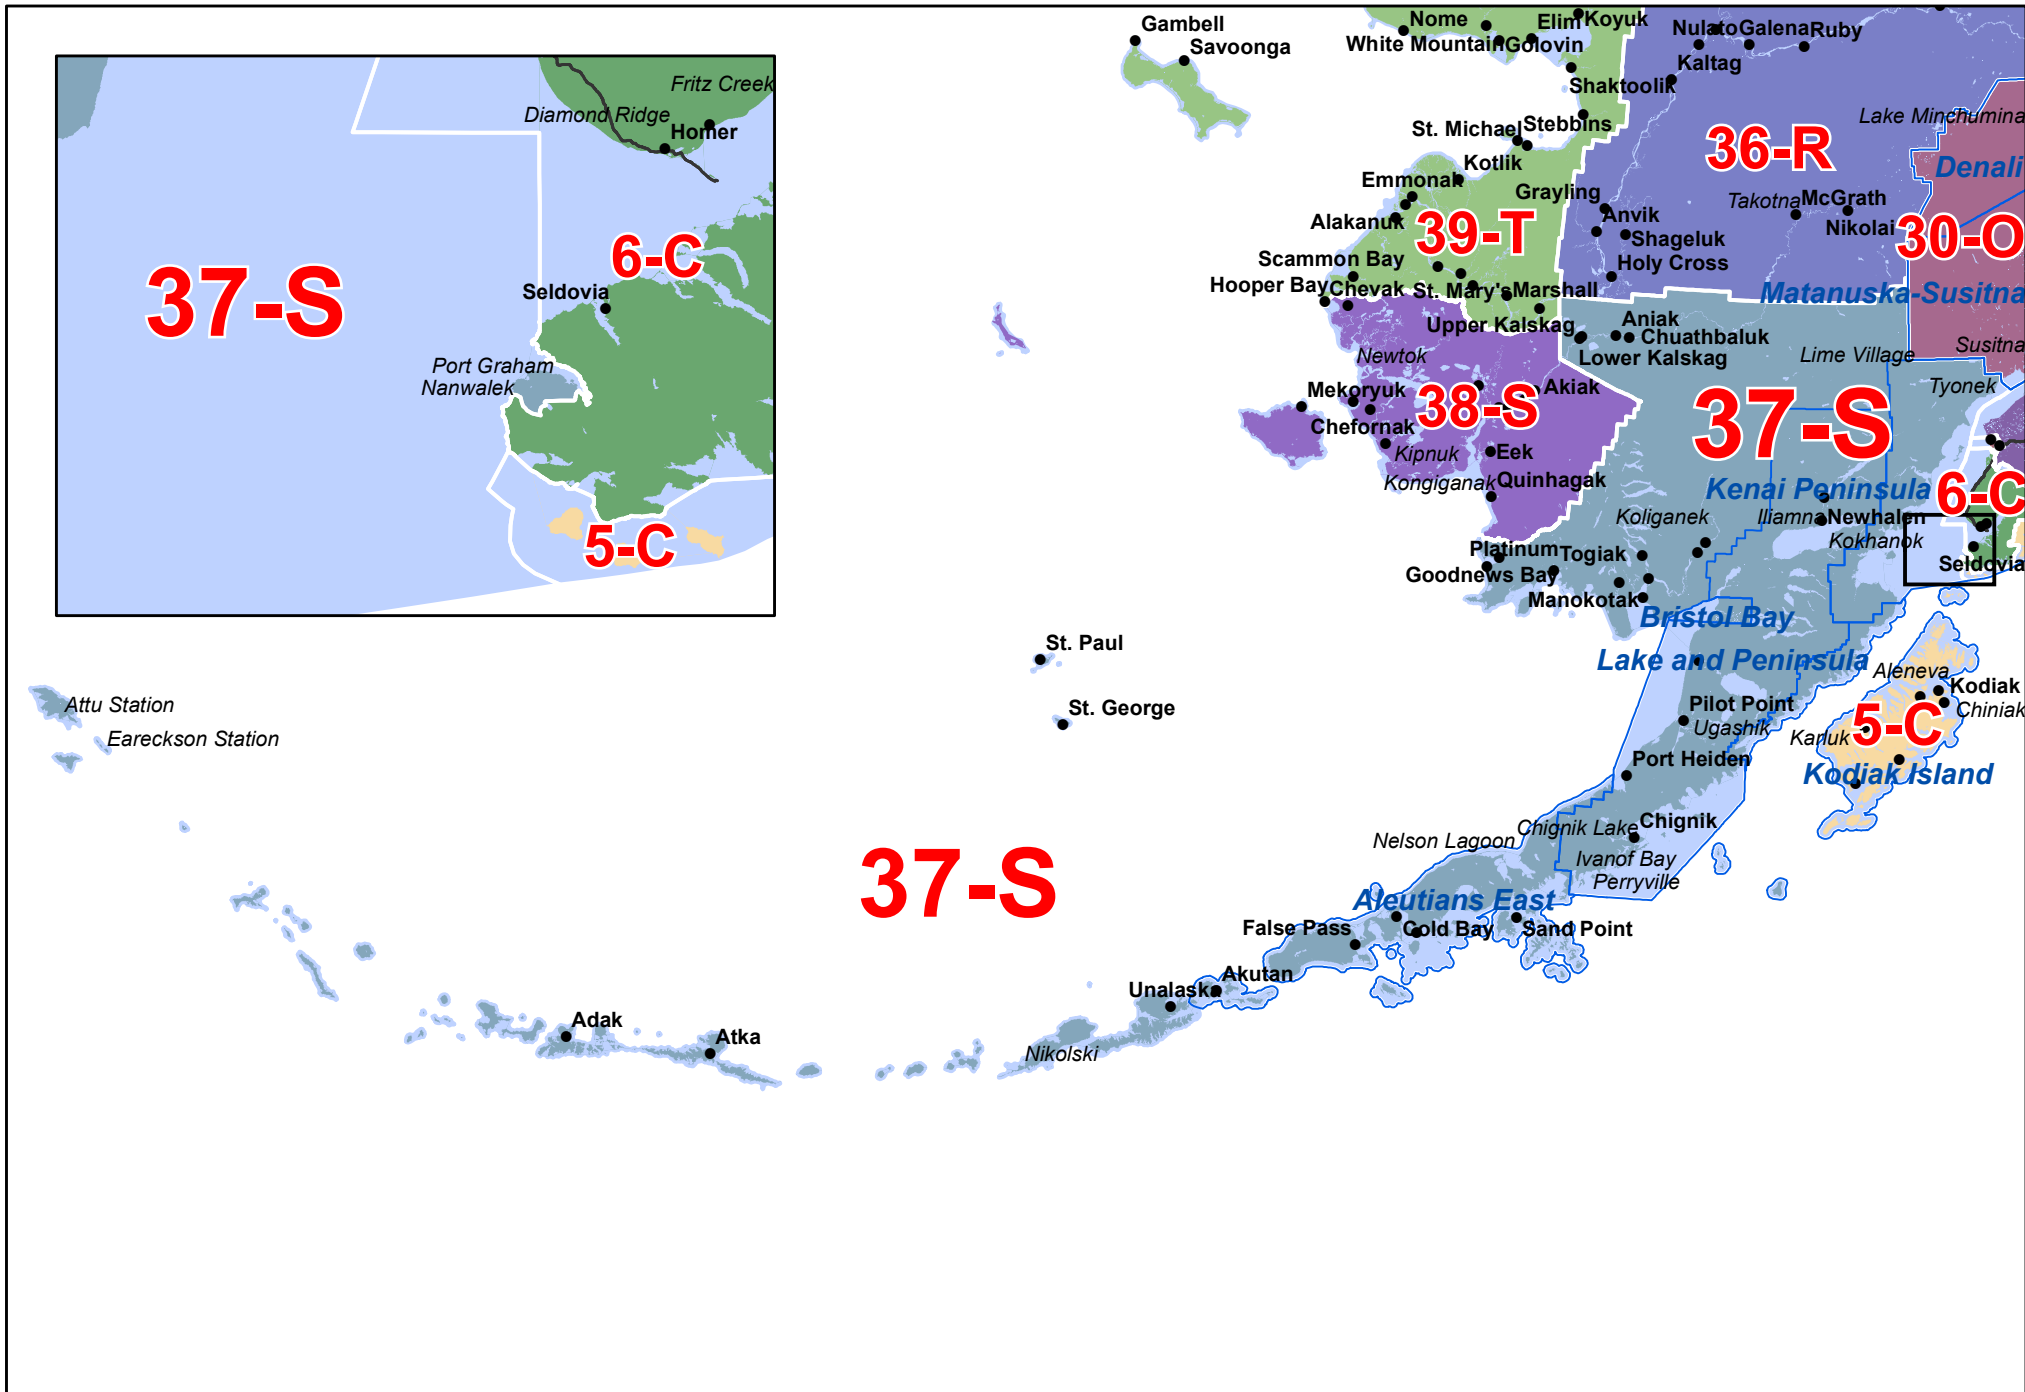 Gambell
Savoonga
Nome
Elim
Koyuk
White Mountain
Golovin
Shaktoolik
Nulato
Galena
Ruby
Kaltag
Fritz Creek
Diamond Ridge
Homer
37-S
6-C
Seldovia
Port Graham
Nanwalek
5-C
St. Michael
Stebbins
Kotlik
Emmonak
Alakanuk
39-T
Grayling
Anvik
Shageluk
Holy Cross
36-R
Lake Minchumina
Denali
Takotna
McGrath
Nikolai
30-O
Scammon Bay
Hooper Bay
Chevak
St. Mary's
Marshall
Matanuska-Susitna
Upper Kalskag
Aniak
Chuathbaluk
Lower Kalskag
Lime Village
Susitna
Newtok
Tyonek
Mekoryuk
38-S
Akiak
37-S
Chefornak
Kipnuk
Eek
Kongiganak
Quinhagak
Kenai Peninsula
6-C
Koliganek
Iliamna
Newhalen
Kokhanok
Platinum
Togiak
Goodnews Bay
Seldovia
Manokotak
Bristol Bay
Lake and Peninsula
St. Paul
St. George
Aleneva
Kodiak
Chiniak
Pilot Point
Ugashik
Karluk
5-C
Port Heiden
Kodiak Island
Attu Station
Eareckson Station
Chignik Lake
Chignik
Nelson Lagoon
Ivanof Bay
Perryville
37-S
Aleutians East
False Pass
Cold Bay
Sand Point
Akutan
Unalaska
Adak
Atka
Nikolski